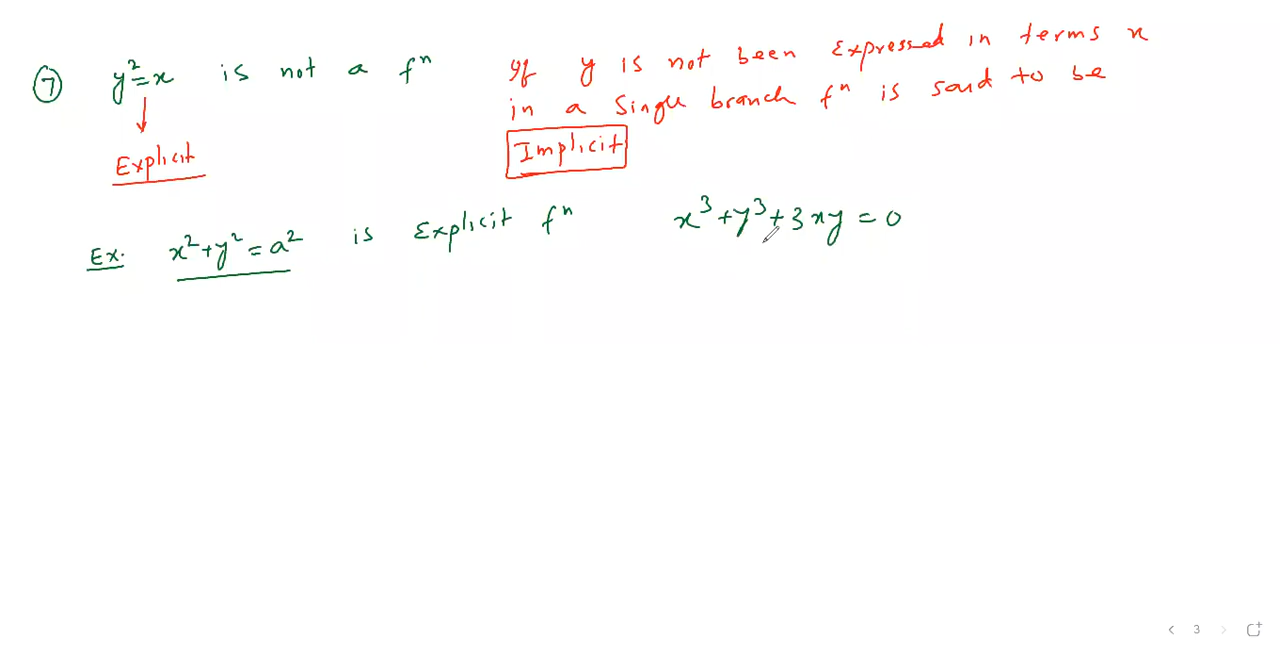 ⑦ y²=x is not a fⁿ
Explicit
If y is not been Expressed in terms x
in a single branch fⁿ is said to be
Implicit
Ex. x²+y²=a² is Explicit fⁿ
x³+y³+3xy=0
3